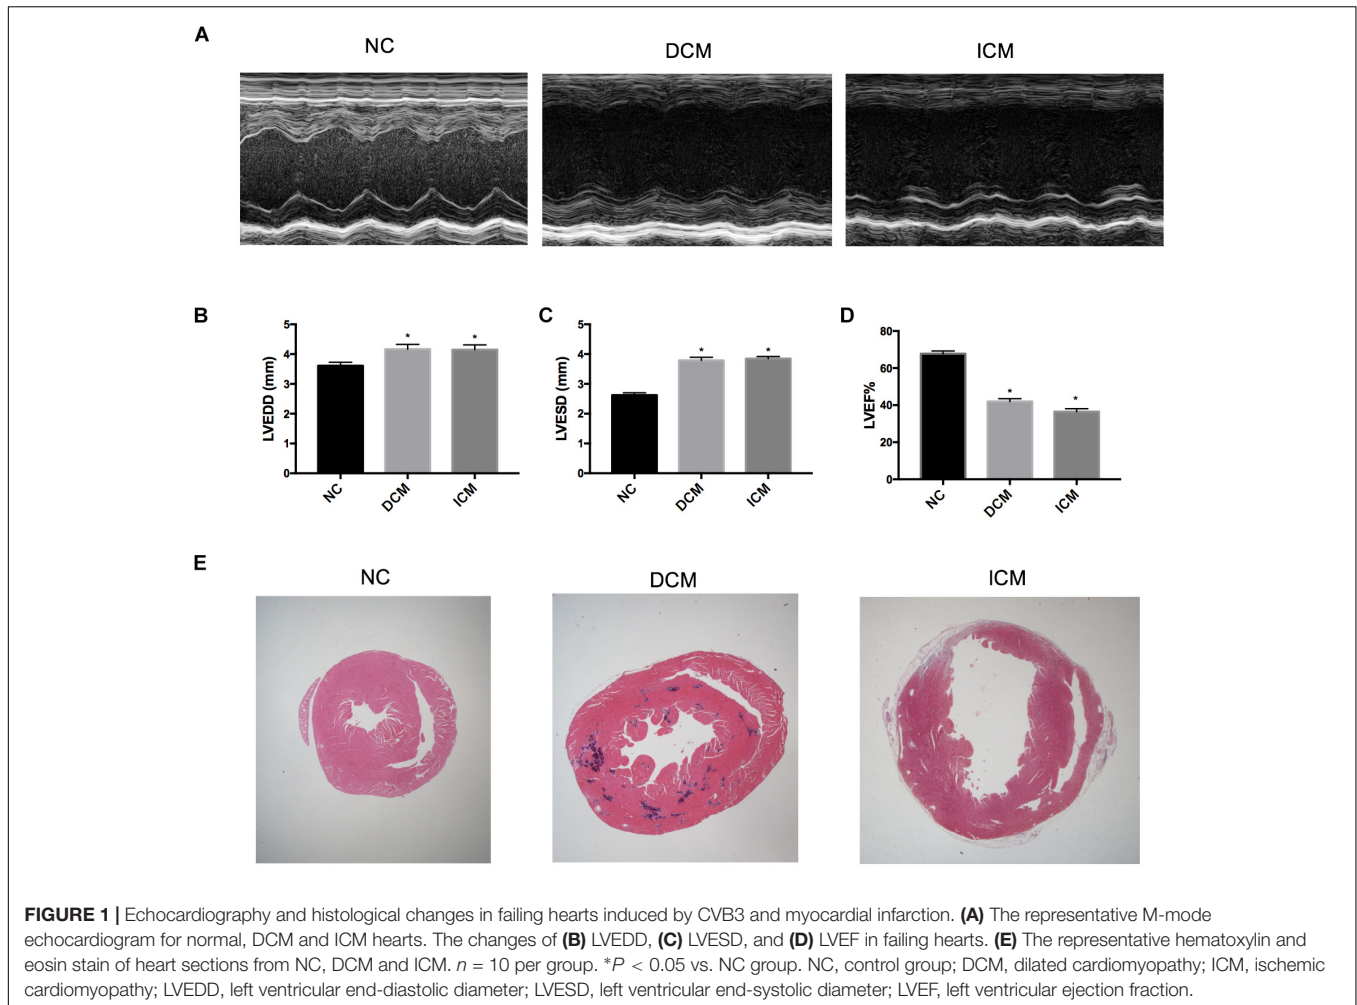 A
NC
DCM
ICM
B
LVEDD (mm)
5
4
3
2
1
0
* *
NC
DCM
ICM
C
LVESD (mm)
5
4
3
2
1
0
* *
NC
DCM
ICM
D
LVEF%
80
60
40
20
0
* *
NC
DCM
ICM
E
NC
DCM
ICM
FIGURE 1 | Echocardiography and histological changes in failing hearts induced by CVB3 and myocardial infarction. (A) The representative M-mode
echocardiogram for normal, DCM and ICM hearts. The changes of (B) LVEDD, (C) LVESD, and (D) LVEF in failing hearts. (E) The representative hematoxylin and
eosin stain of heart sections from NC, DCM and ICM. n = 10 per group. *P < 0.05 vs. NC group. NC, control group; DCM, dilated cardiomyopathy; ICM, ischemic
cardiomyopathy; LVEDD, left ventricular end-diastolic diameter; LVESD, left ventricular end-systolic diameter; LVEF, left ventricular ejection fraction.